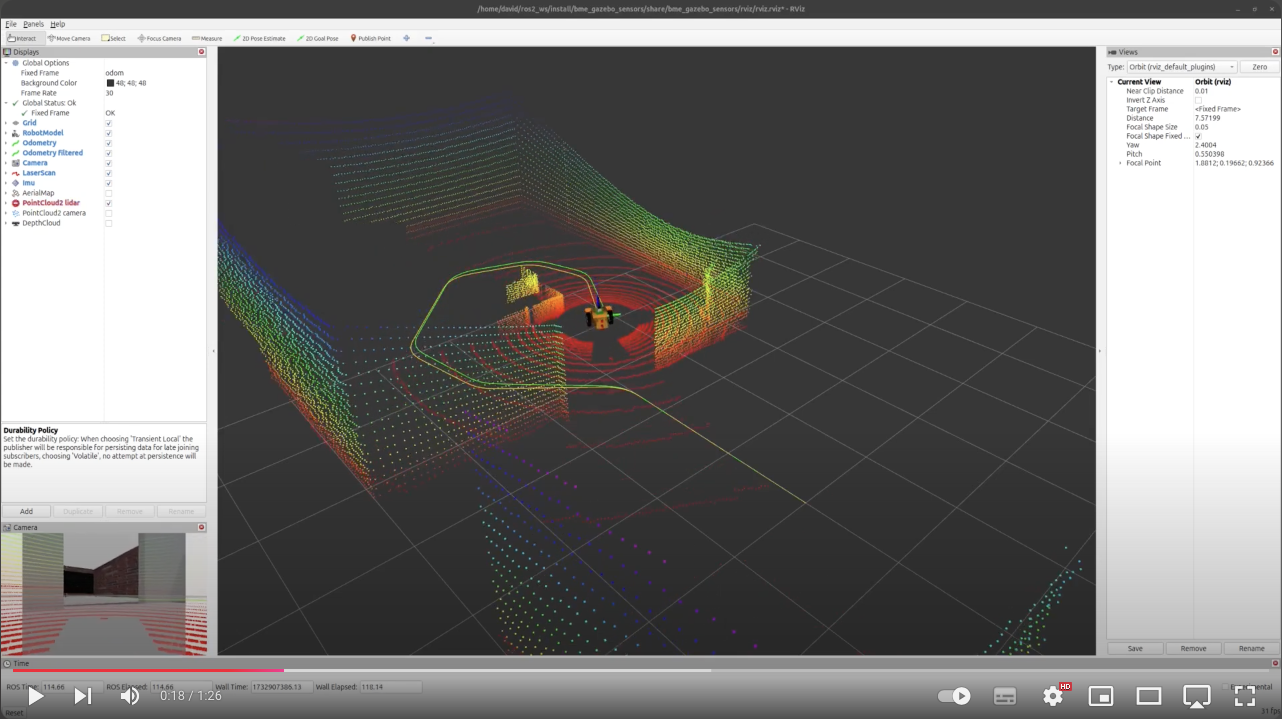 /home/david/ros2_ws/install/bme_gazebo_sensors/share/bme_gazebo_sensors/rviz/rviz.rviz* - RViz
File Panels Help
Interact Move Camera Select Focus Camera Measure 2D Pose Estimate 2D Goal Pose Publish Point
Displays
Global Options
Fixed Frame odom
Background Color 48; 48; 48
Frame Rate 30
Global Status: Ok
Fixed Frame OK
Grid
RobotModel
Odometry
Odometry filtered
Camera
LaserScan
Imu
AerialMap
PointCloud2 lidar
PointCloud2 camera
DepthCloud
Durability Policy
Set the durability policy: When choosing 'Transient Local' the
publisher will be responsible for persisting data for late joining
subscribers, choosing 'Volatile', no attempt at persistence will
be made.
Add Duplicate Remove Rename
Camera
Views
Type: Orbit (rviz_default_plugins) Zero
Current View Orbit (rviz)
Near Clip Distance 0.01
Invert Z Axis
Target Frame <Fixed Frame>
Distance 7.57199
Focal Shape Size 0.05
Focal Shape Fixed ...
Yaw 2.4004
Pitch 0.550398
Focal Point 1.8812; 0.19662; 0.92366
Save Remove Rename
Time
ROS Time: 114.66 ROS Elapsed: 114.66 Wall Time: 1732907386.13 Wall Elapsed: 118.14
0:18 / 1:26
HD
Reset
31 fps